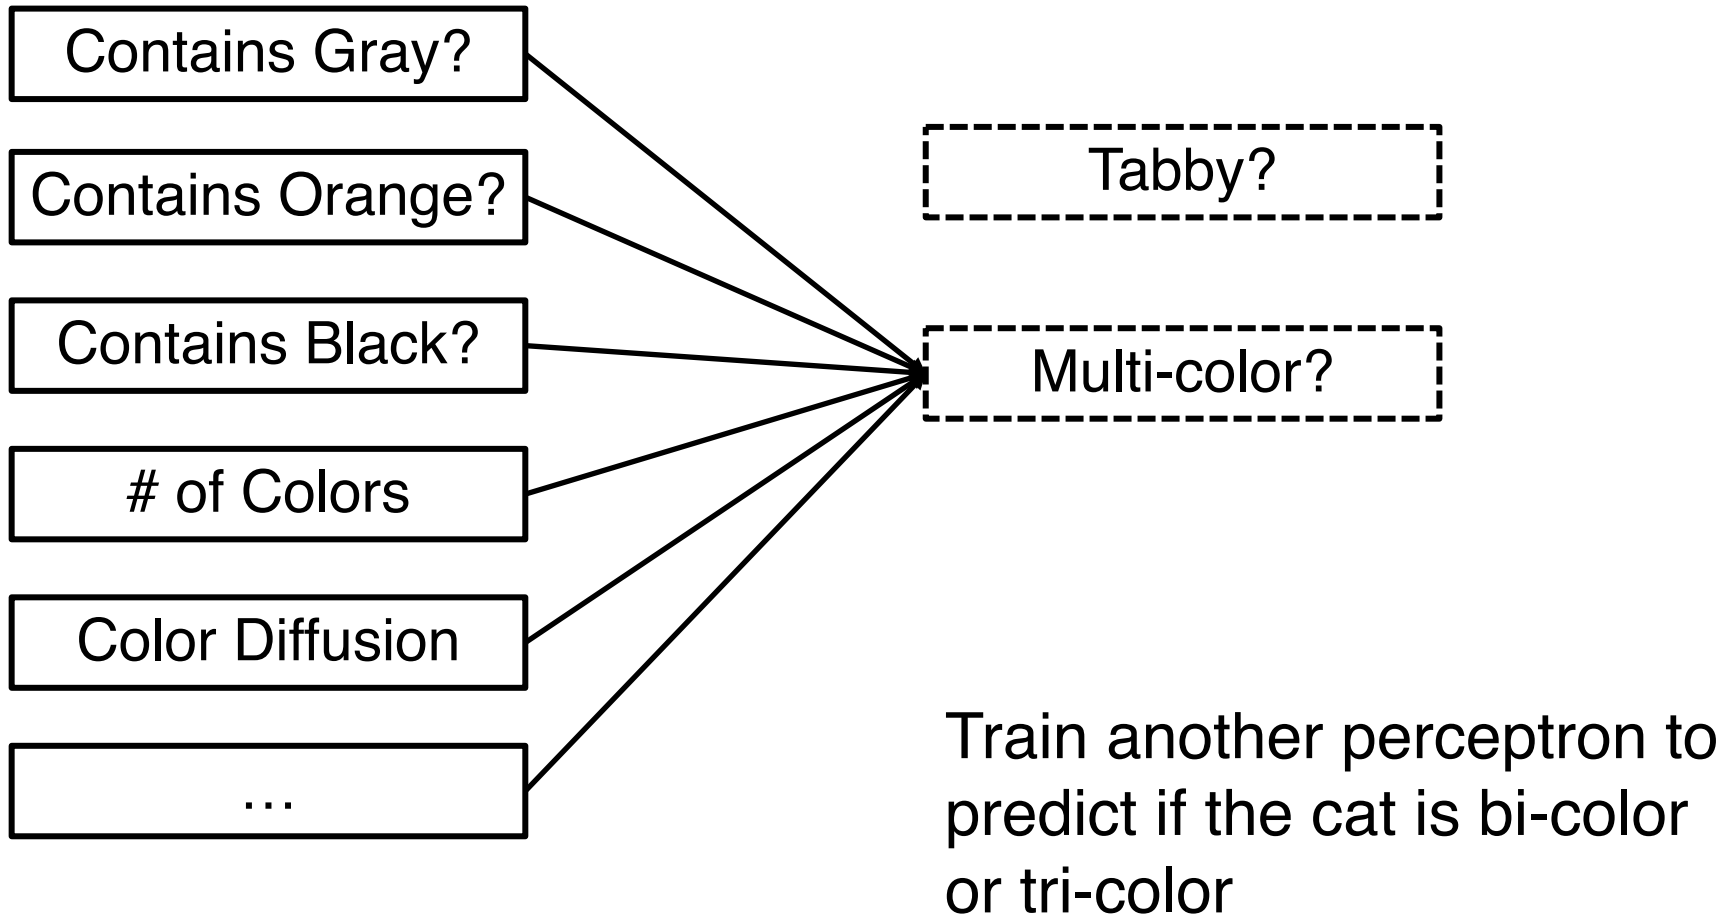 Contains Gray?
Contains Orange?
Contains Black?
# of Colors
Color Diffusion
…
Tabby?
Multi-color?
Train another perceptron to
predict if the cat is bi-color
or tri-color